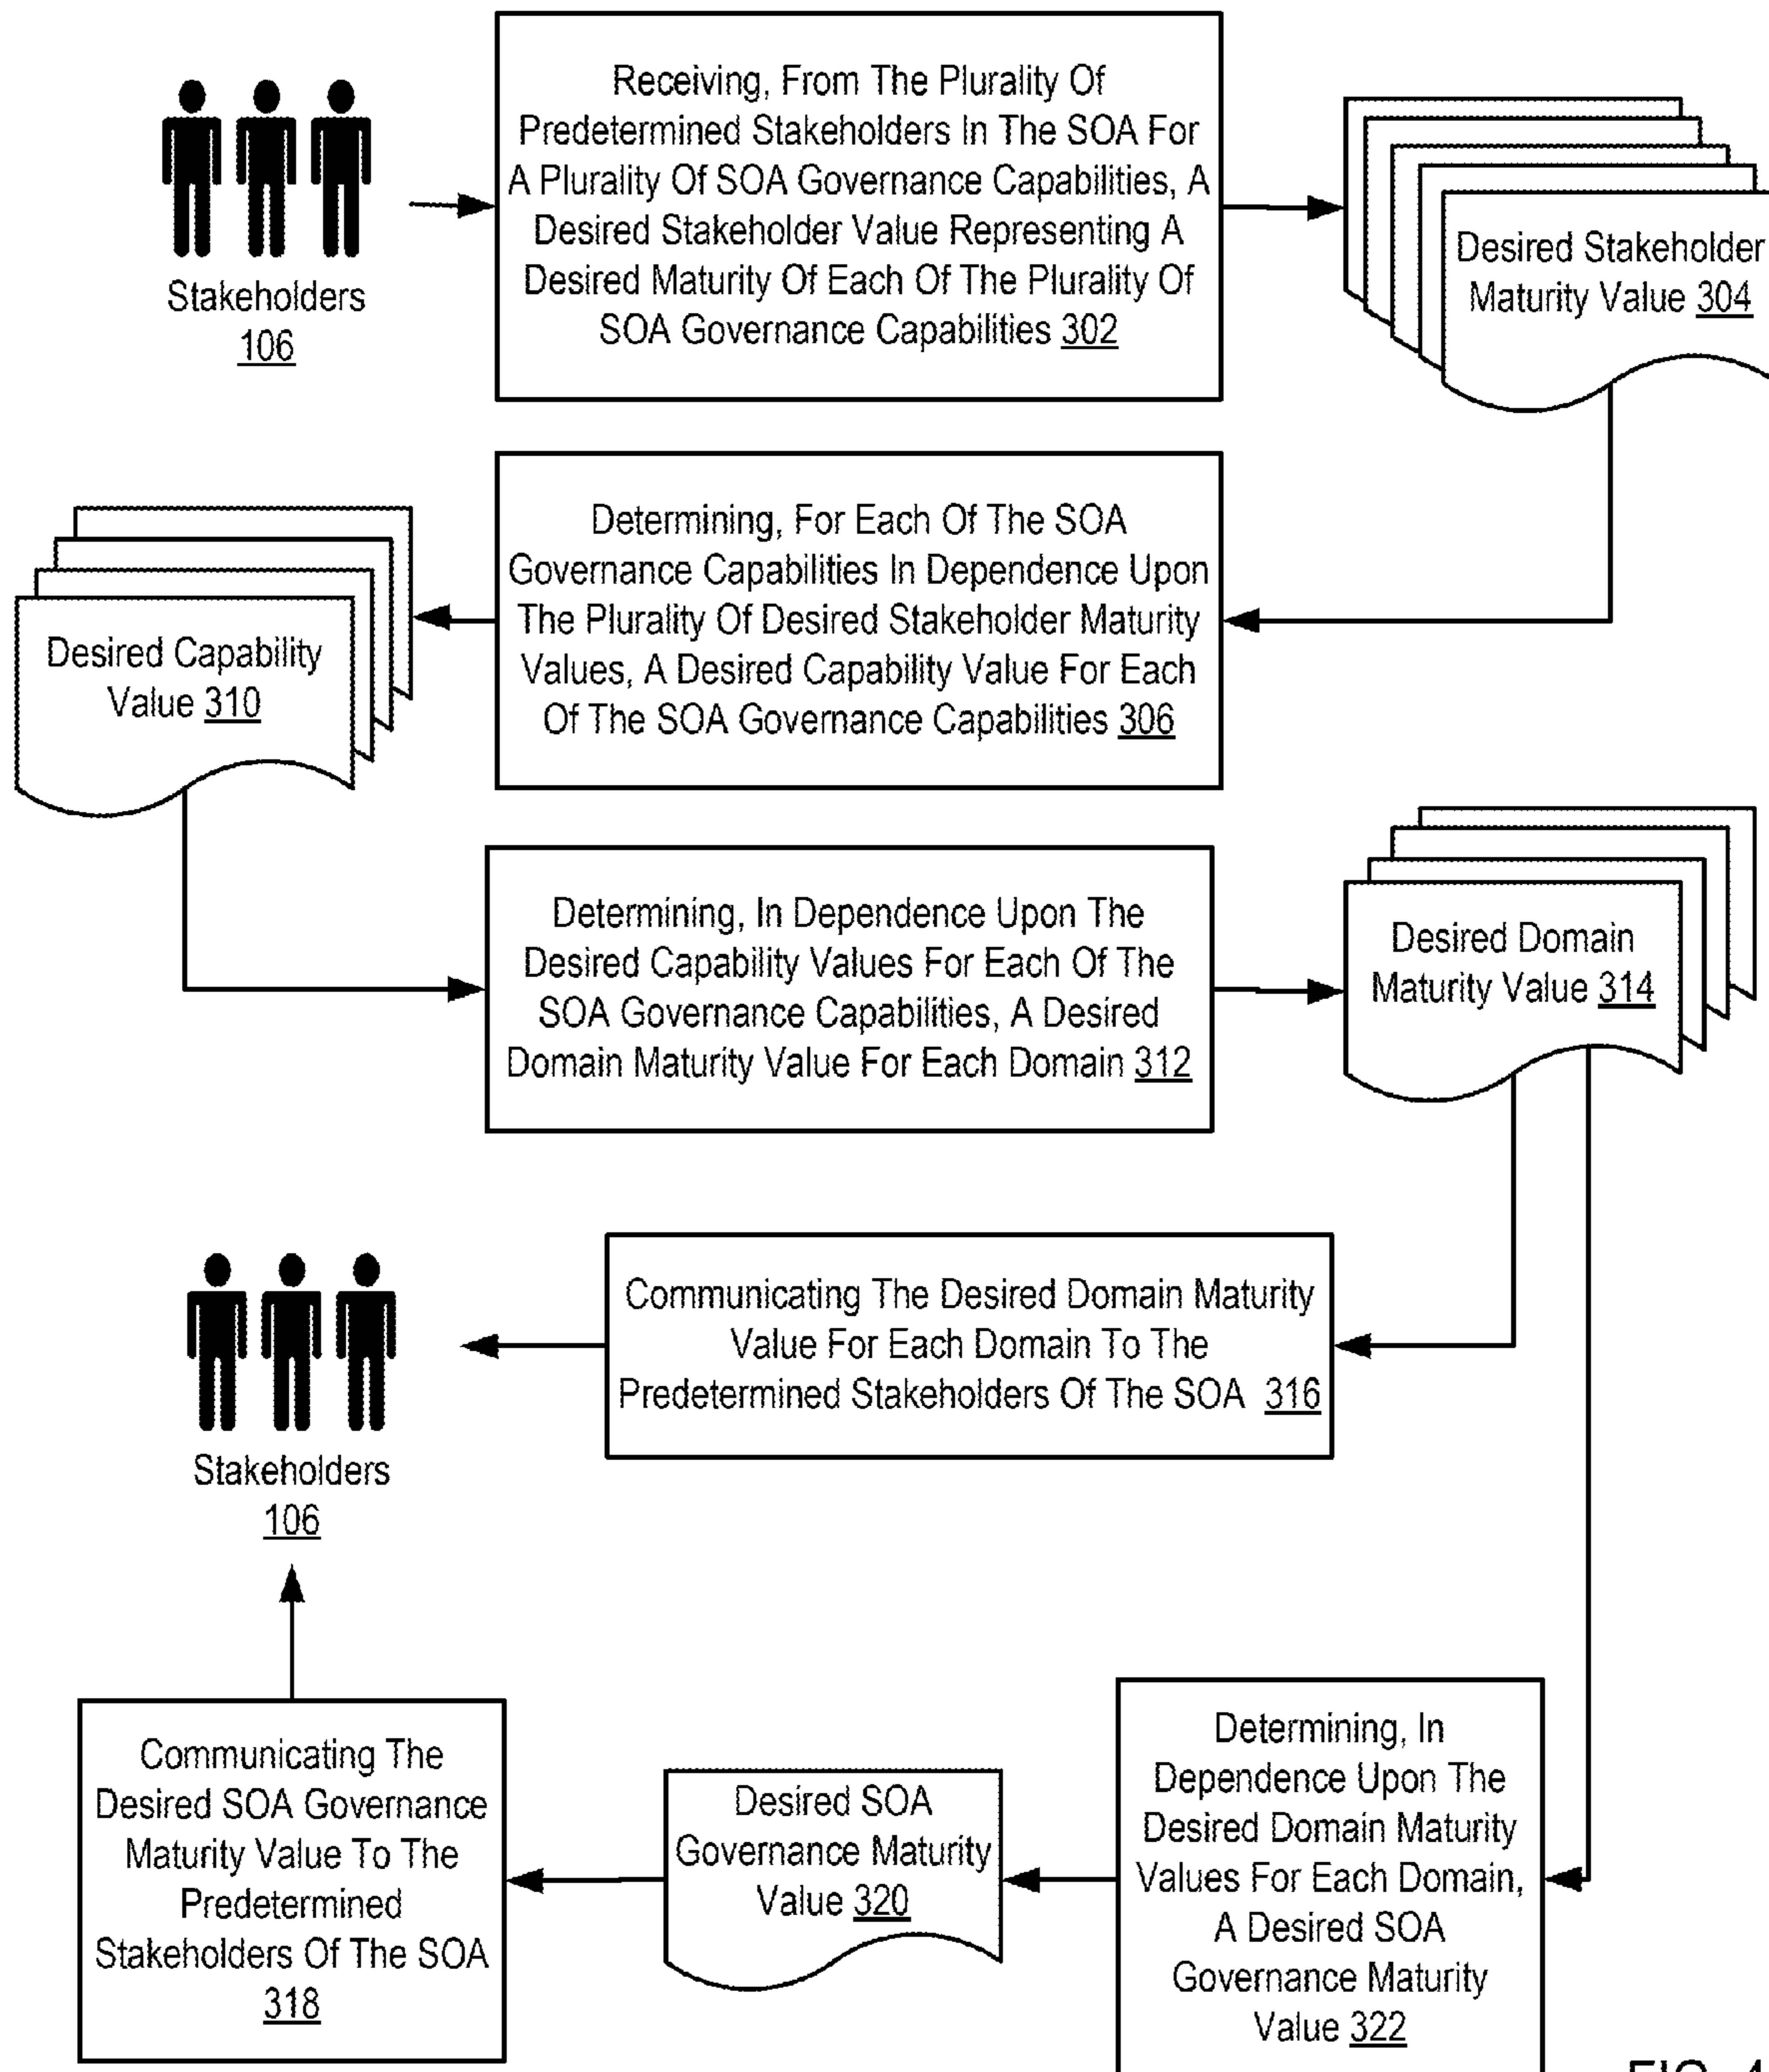 Receiving, From The Plurality Of
Predetermined Stakeholders In The SOA For
A Plurality Of SOA Governance Capabilities, A
Desired Stakeholder Value Representing A
Desired Maturity Of Each Of The Plurality Of
SOA Governance Capabilities 302
Stakeholders
106
Desired Stakeholder
Maturity Value 304
Determining, For Each Of The SOA
Governance Capabilities In Dependence Upon
The Plurality Of Desired Stakeholder Maturity
Values, A Desired Capability Value For Each
Of The SOA Governance Capabilities 306
Desired Capability
Value 310
Determining, In Dependence Upon The
Desired Capability Values For Each Of The
SOA Governance Capabilities, A Desired
Domain Maturity Value For Each Domain 312
Desired Domain
Maturity Value 314
Communicating The Desired Domain Maturity
Value For Each Domain To The
Predetermined Stakeholders Of The SOA 316
Stakeholders
106
Communicating The
Desired SOA Governance
Maturity Value To The
Predetermined
Stakeholders Of The SOA
318
Desired SOA
Governance Maturity
Value 320
Determining, In
Dependence Upon The
Desired Domain Maturity
Values For Each Domain,
A Desired SOA
Governance Maturity
Value 322
FIG. 4